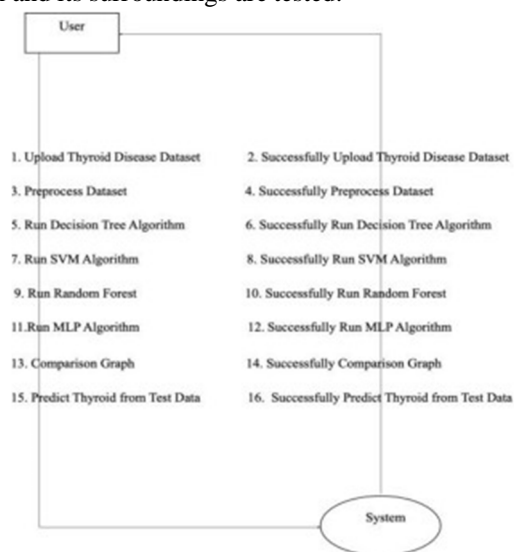 and its surroundings are tested.
User
1. Upload Thyroid Disease Dataset
2. Successfully Upload Thyroid Disease Dataset
3. Preprocess Dataset
4. Successfully Preprocess Dataset
5. Run Decision Tree Algorithm
6. Successfully Run Decision Tree Algorithm
7. Run SVM Algorithm
8. Successfully Run SVM Algorithm
9. Run Random Forest
10. Successfully Run Random Forest
11.Run MLP Algorithm
12. Successfully Run MLP Algorithm
13. Comparison Graph
14. Successfully Comparison Graph
15. Predict Thyroid from Test Data
16. Successfully Predict Thyroid from Test Data
System